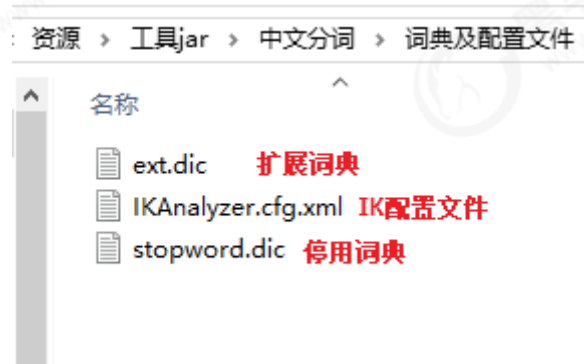 资源 > 工具jar > 中文分词 > 词典及配置文件
名称
ext.dic 扩展词典
IKAnalyzer.cfg.xml IK配置文件
stopword.dic 停用词典